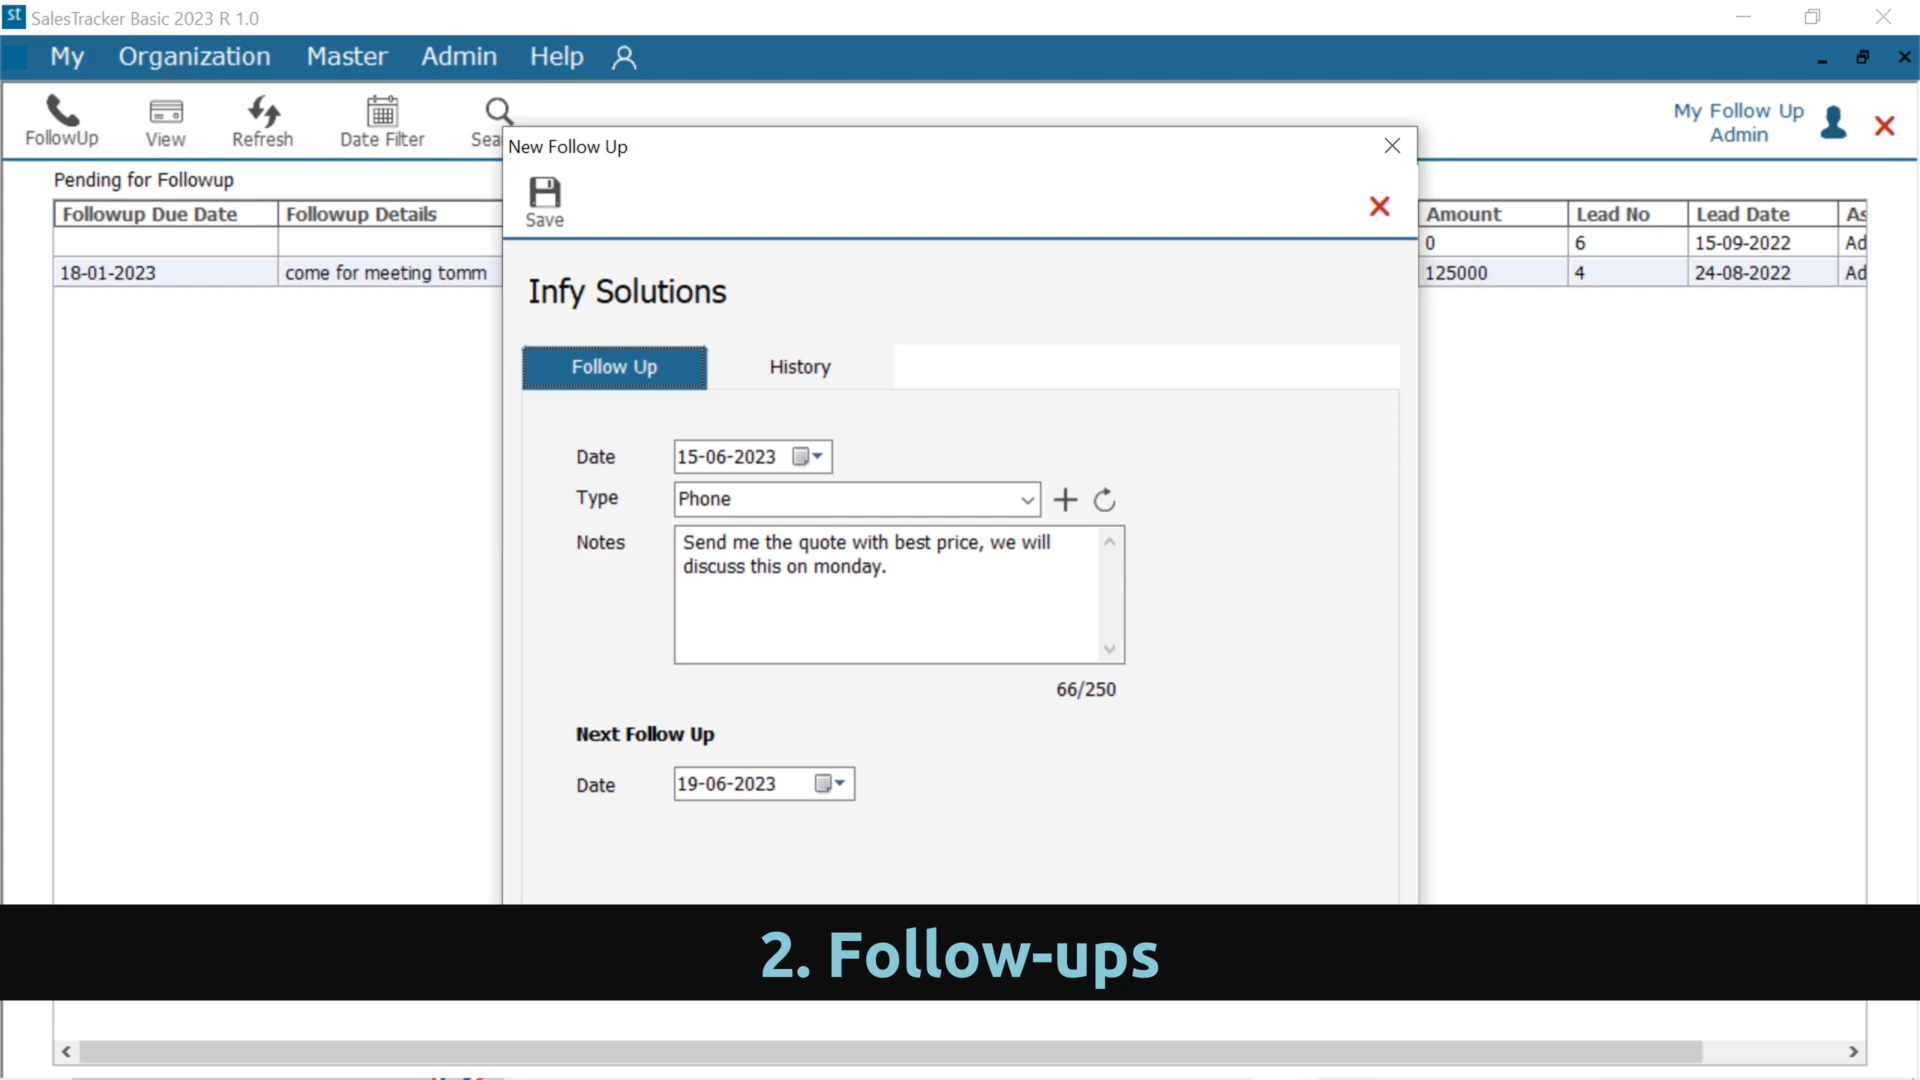 st SalesTracker Basic 2023 R 1.0
My Organization Master Admin Help
FollowUp View Refresh Date Filter
My Follow Up
Admin
New Follow Up
Save
Pending for Followup
Followup Due Date Followup Details Amount Lead No Lead Date
0 6 15-09-2022
18-01-2023 come for meeting tomm 125000 4 24-08-2022
Infy Solutions
Follow Up History
Date 15-06-2023
Type Phone
Notes Send me the quote with best price, we will
discuss this on monday.
66/250
Next Follow Up
Date 19-06-2023
2. Follow-ups